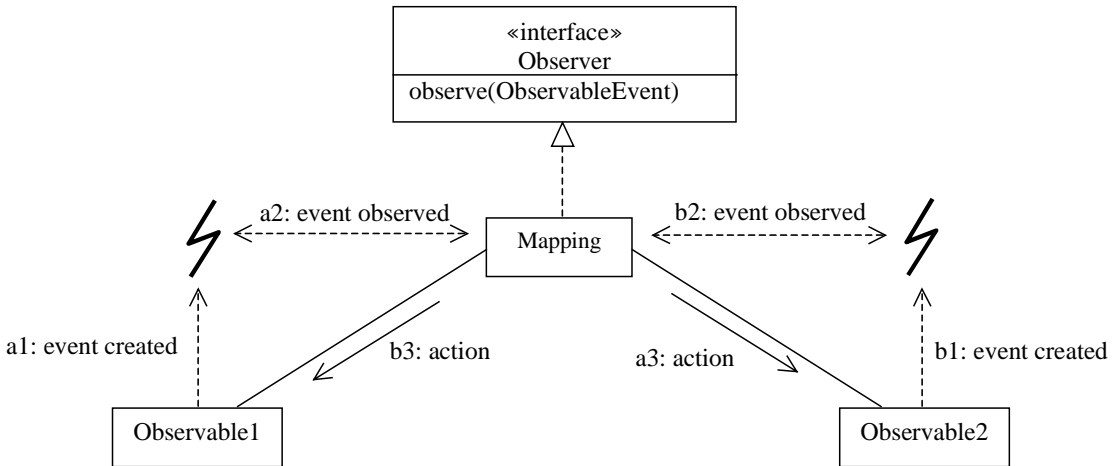 «interface»
Observer
observe(ObservableEvent)
a2: event observed
b2: event observed
Mapping
a1: event created
b3: action
a3: action
b1: event created
Observable1
Observable2